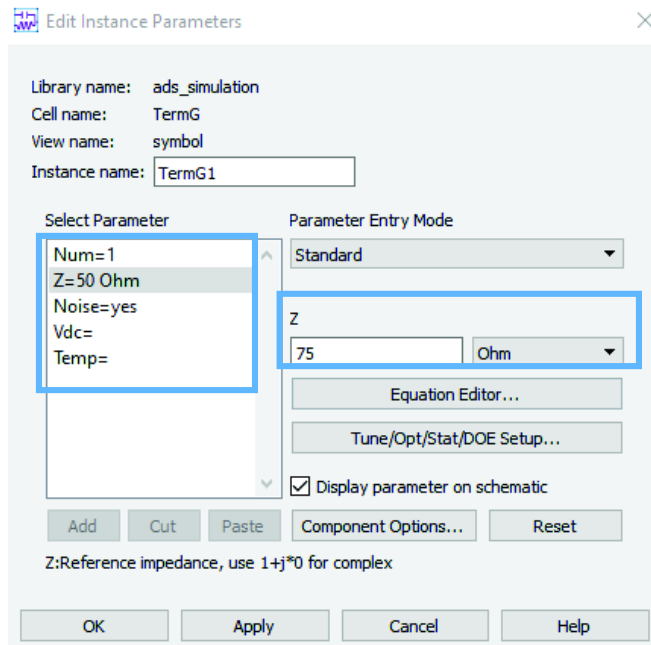 Edit Instance Parameters
Library name: ads_simulation
Cell name: TermG
View name: symbol
Instance name: TermG1
Select Parameter
Parameter Entry Mode
Num=1
Z=50 Ohm
Noise=yes
Vdc=
Temp=
Standard
Z
75 Ohm
Equation Editor...
Tune/Opt/Stat/DOE Setup...
Display parameter on schematic
Add Cut Paste Component Options... Reset
Z:Reference impedance, use 1+j*0 for complex
OK Apply Cancel Help